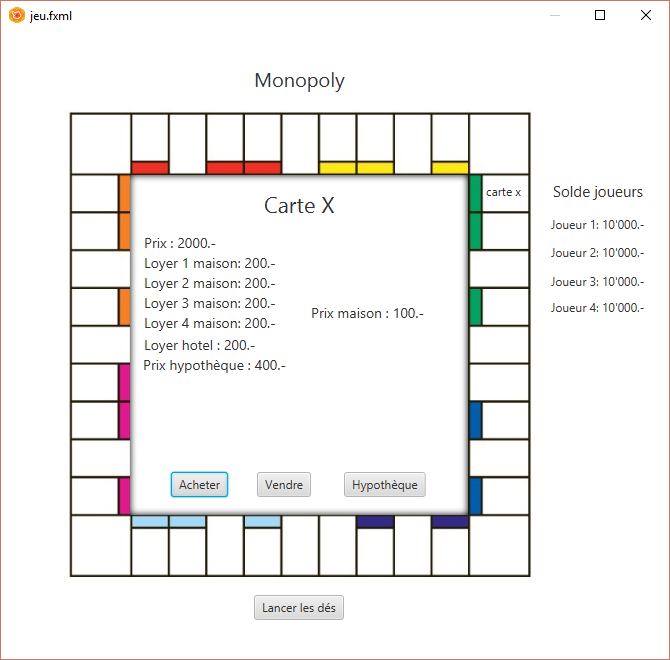 jeu.fxml
Monopoly
carte x
Solde joueurs
Joueur 1: 10'000.-
Joueur 2: 10'000.-
Joueur 3: 10'000.-
Joueur 4: 10'000.-
Carte X
Prix : 2000.-
Loyer 1 maison: 200.-
Loyer 2 maison: 200.-
Loyer 3 maison: 200.-
Loyer 4 maison: 200.-
Loyer hotel : 200.-
Prix hypothèque : 400.-
Prix maison : 100.-
Acheter
Vendre
Hypothèque
Lancer les dés